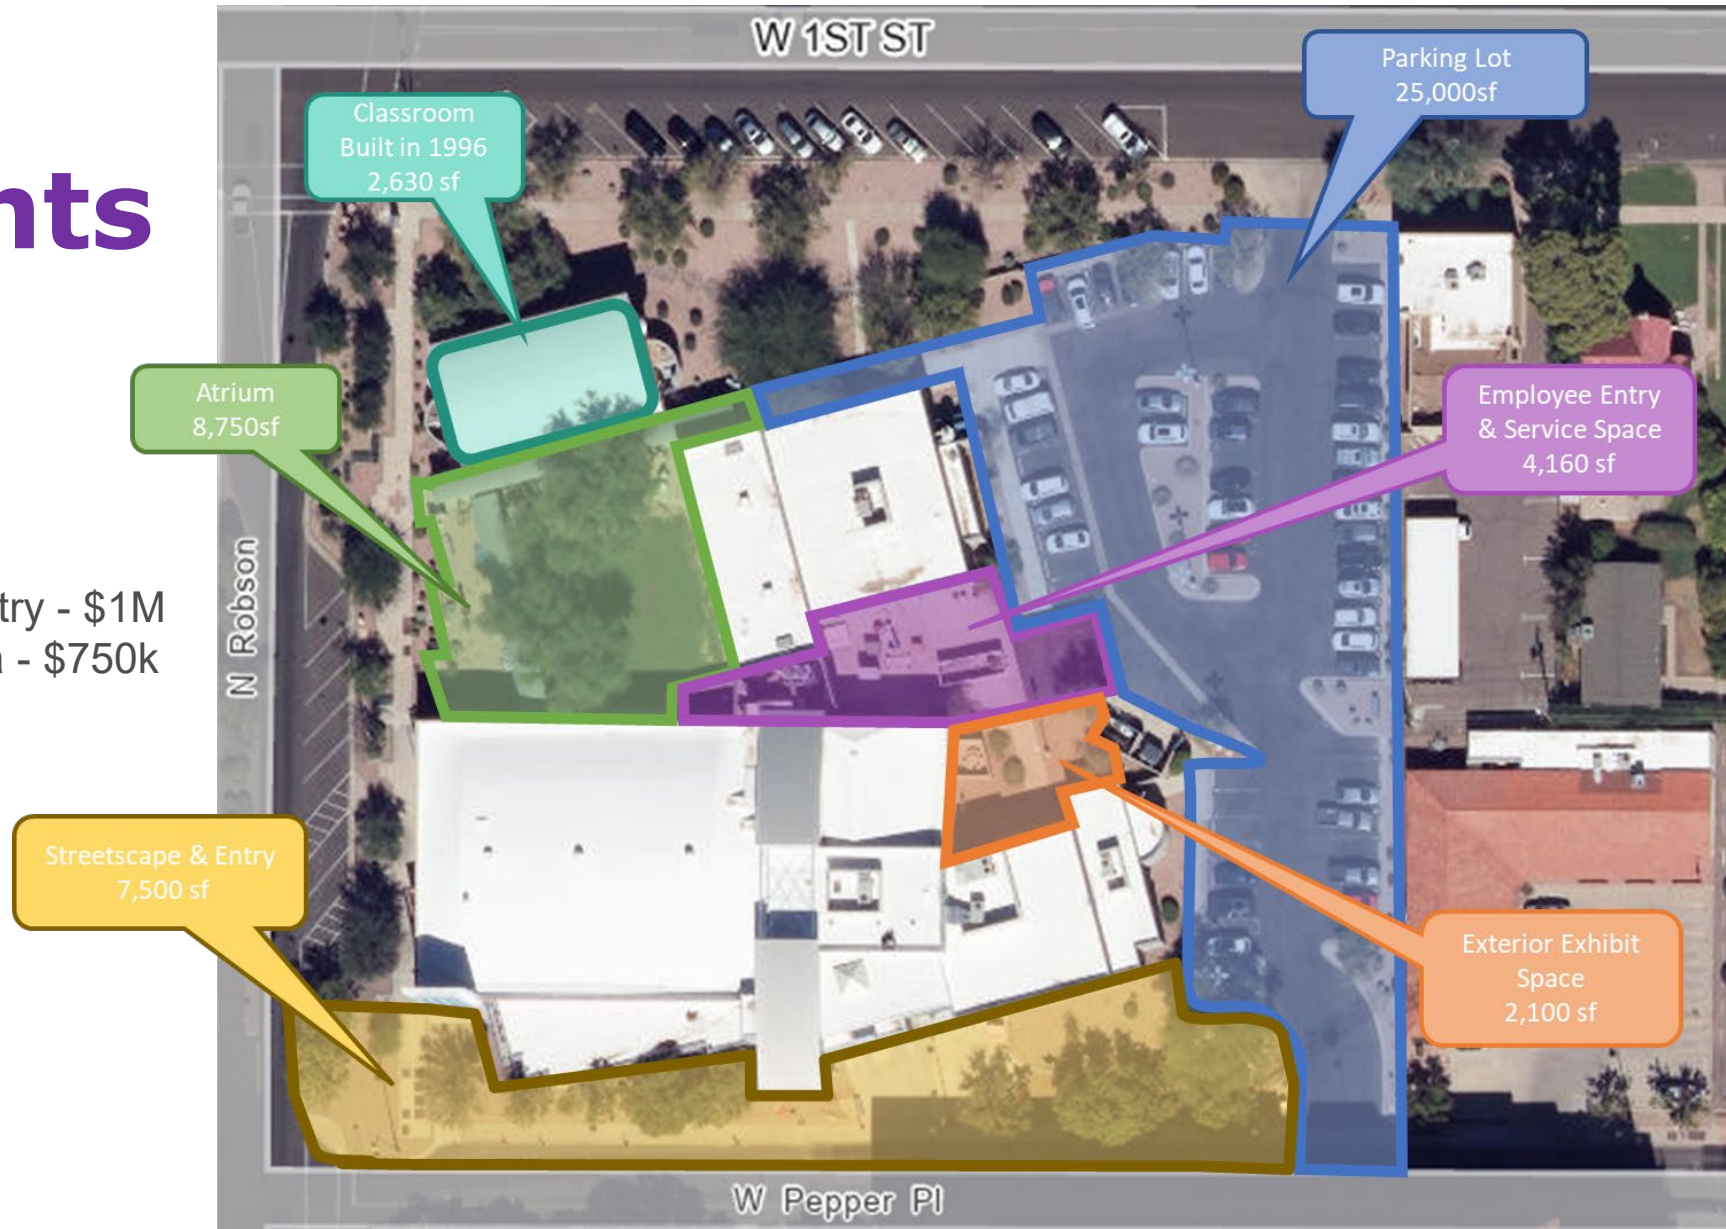 W 1ST ST
Parking Lot
25,000sf
Classroom
Built in 1996
2,630 sf
nts
Atrium
8,750sf
Employee Entry
& Service Space
4,160 sf
N Robson
try - $1M
a - $750k
Streetscape & Entry
7,500 sf
Exterior Exhibit
Space
2,100 sf
W Pepper Pl